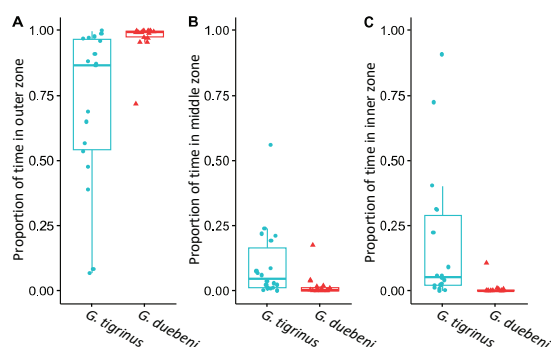 A
Proportion of time in outer zone
1.00
0.75
0.50
0.25
0.00
G. tigrinus
G. duebeni
B
Proportion of time in middle zone
1.00
0.75
0.50
0.25
0.00
G. tigrinus
G. duebeni
C
Proportion of time in inner zone
1.00
0.75
0.50
0.25
0.00
G. tigrinus
G. duebeni